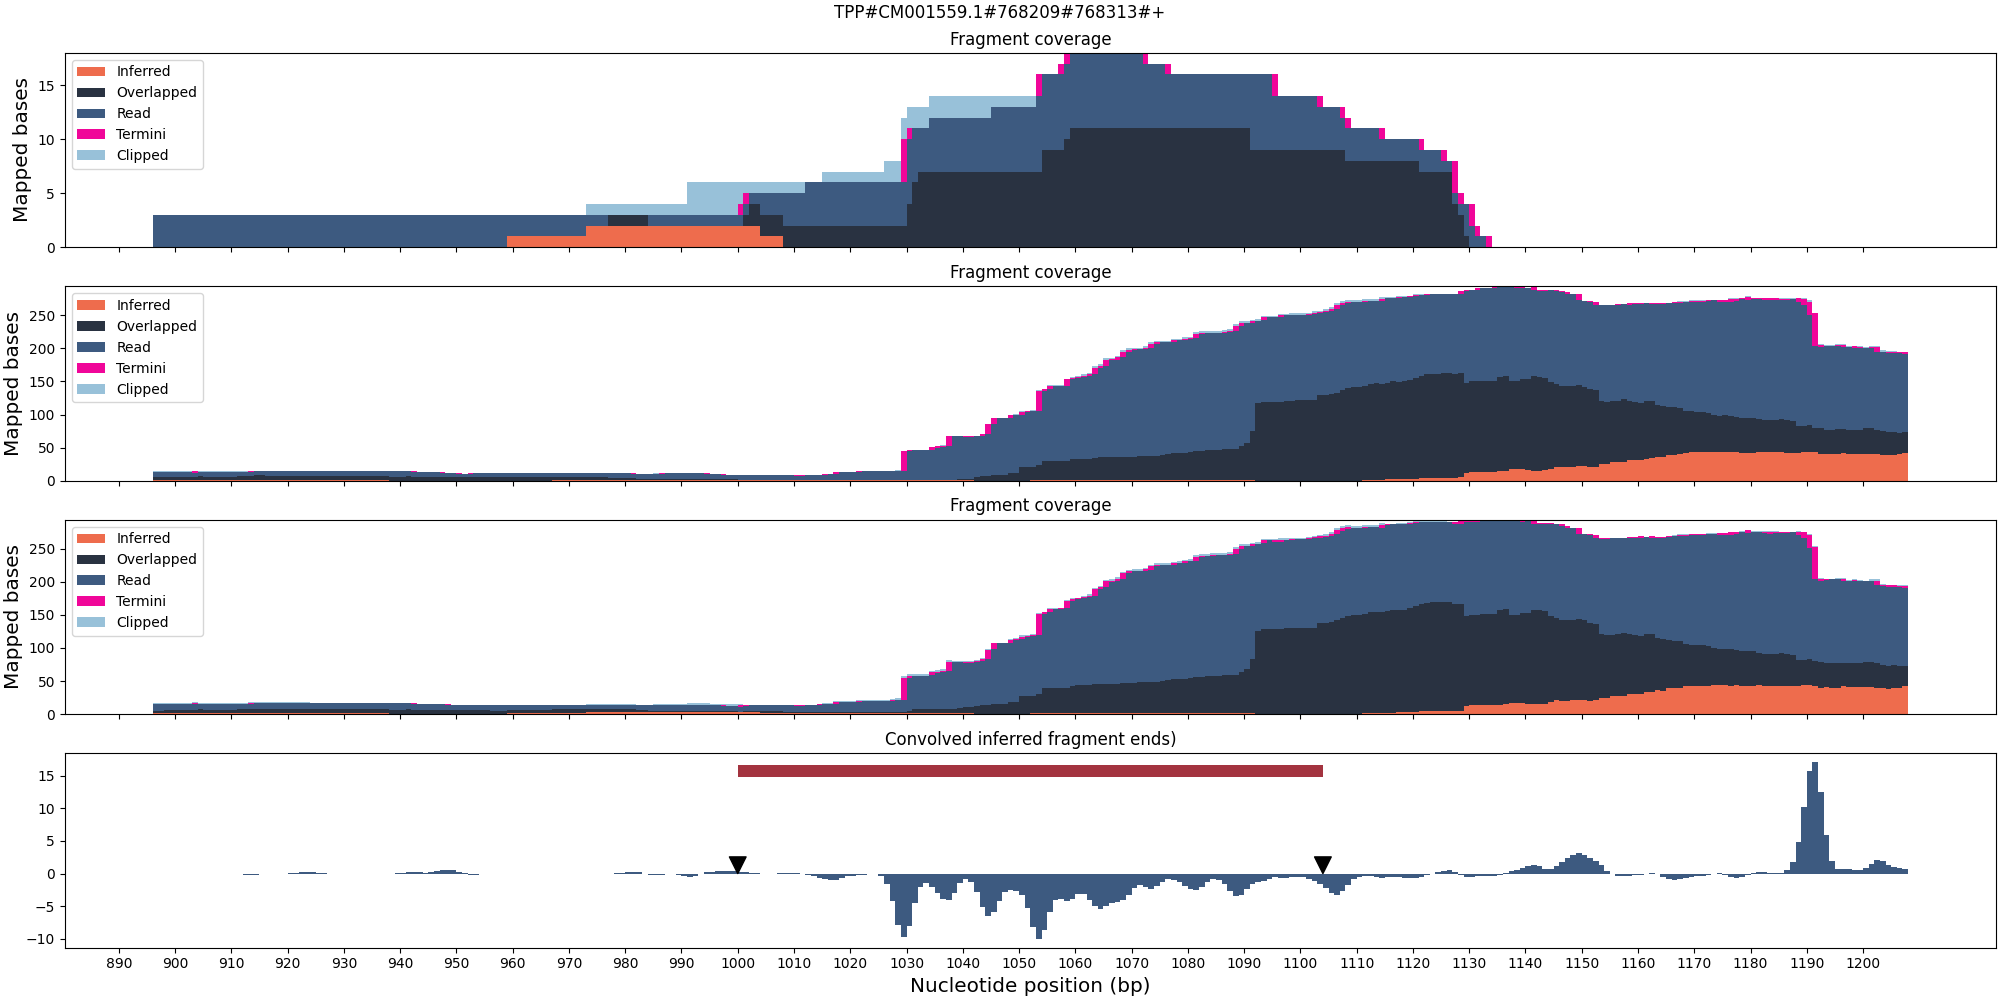 TPP#CM001559.1#768209#768313#+
Fragment coverage
Mapped bases
15
10
5
0
Inferred
Overlapped
Read
Termini
Clipped
Fragment coverage
Mapped bases
250
200
150
100
50
0
Inferred
Overlapped
Read
Termini
Clipped
Fragment coverage
Mapped bases
250
200
150
100
50
0
Inferred
Overlapped
Read
Termini
Clipped
Convolved inferred fragment ends)
15
10
5
0
−5
−10
890 900 910 920 930 940 950 960 970 980 990 1000 1010 1020 1030 1040 1050 1060 1070 1080 1090 1100 1110 1120 1130 1140 1150 1160 1170 1180 1190 1200
Nucleotide position (bp)